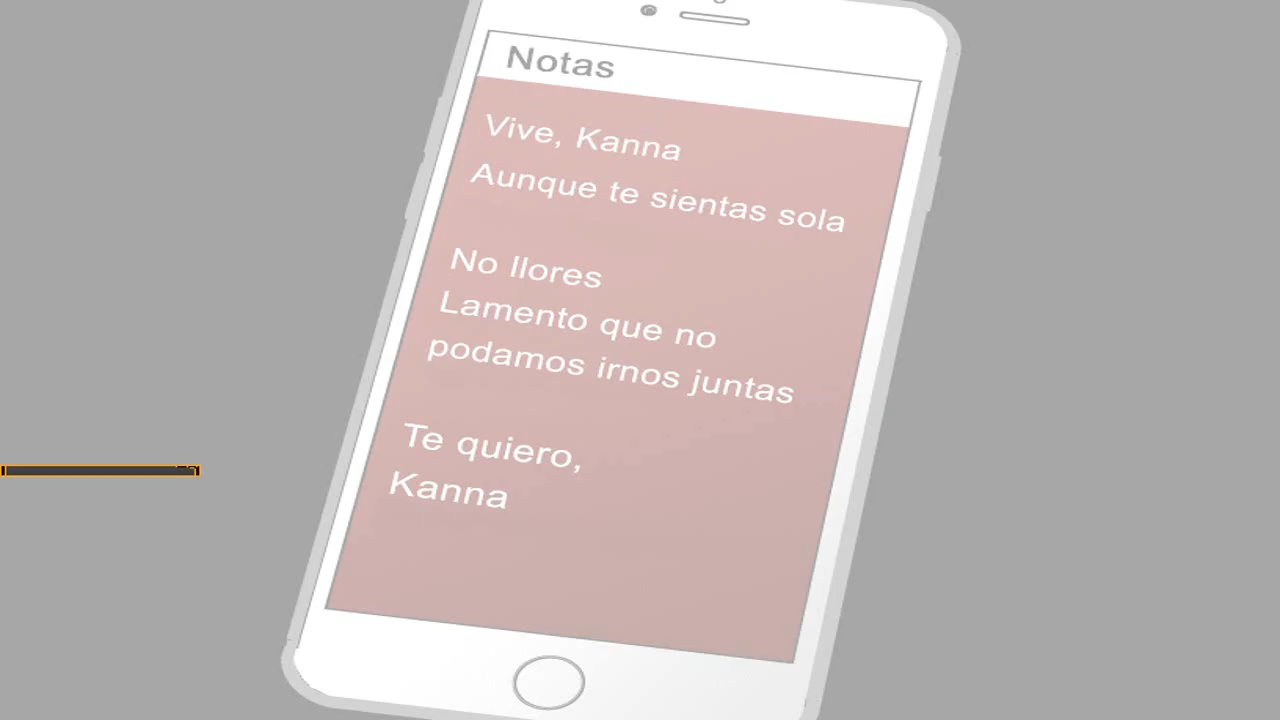 Notas
Vive, Kanna
Aunque te sientas sola
No llores
Lamento que no
podamos irnos juntas
Te quiero,
Kanna